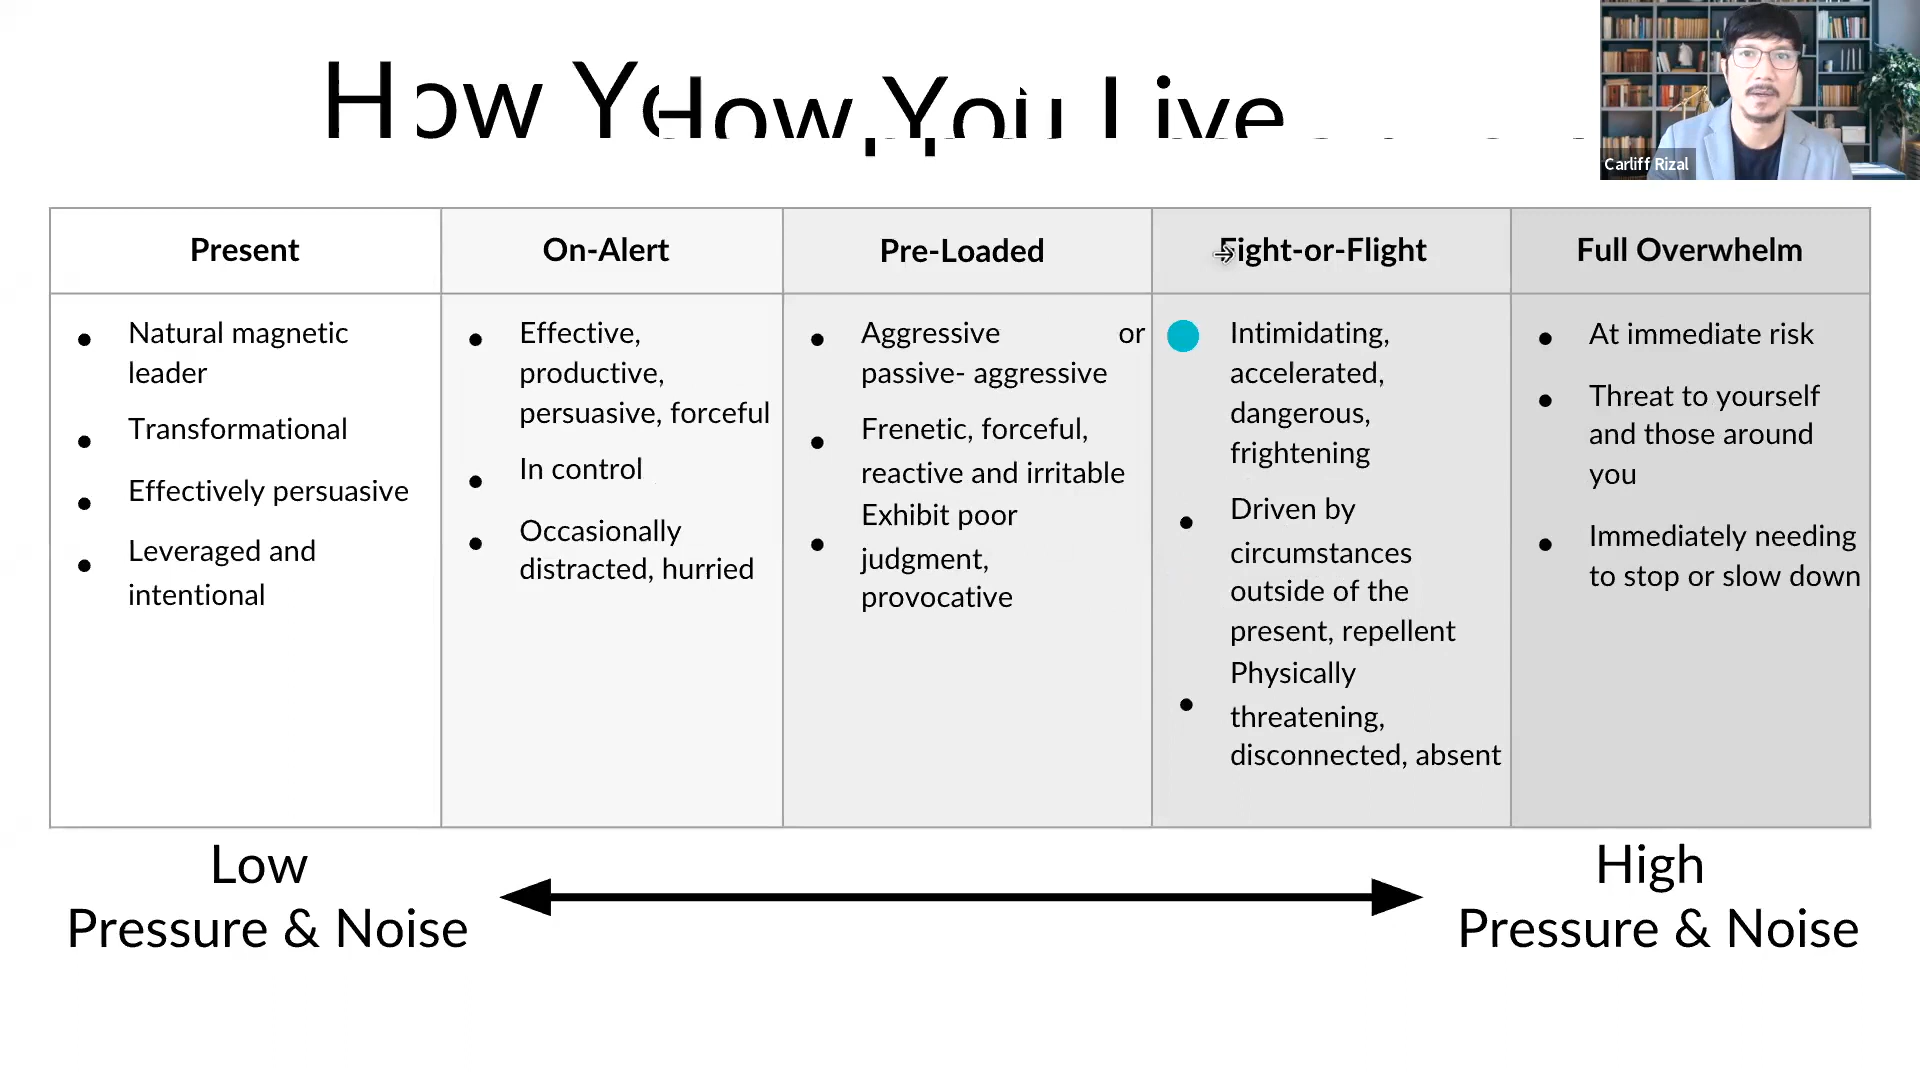 How Yo How You Live
Carliff Rizal
Present
On-Alert
Pre-Loaded
Fight-or-Flight
Full Overwhelm
• Natural magnetic
leader
• Transformational
• Effectively persuasive
• Leveraged and
intentional
• Effective,
productive,
persuasive, forceful
• In control
• Occasionally
distracted, hurried
• Aggressive or
passive- aggressive
• Frenetic, forceful,
reactive and irritable
• Exhibit poor
judgment,
provocative
Intimidating,
accelerated,
dangerous,
frightening
• Driven by
circumstances
outside of the
present, repellent
• Physically
threatening,
disconnected, absent
• At immediate risk
• Threat to yourself
and those around
you
• Immediately needing
to stop or slow down
Low
Pressure & Noise
High
Pressure & Noise